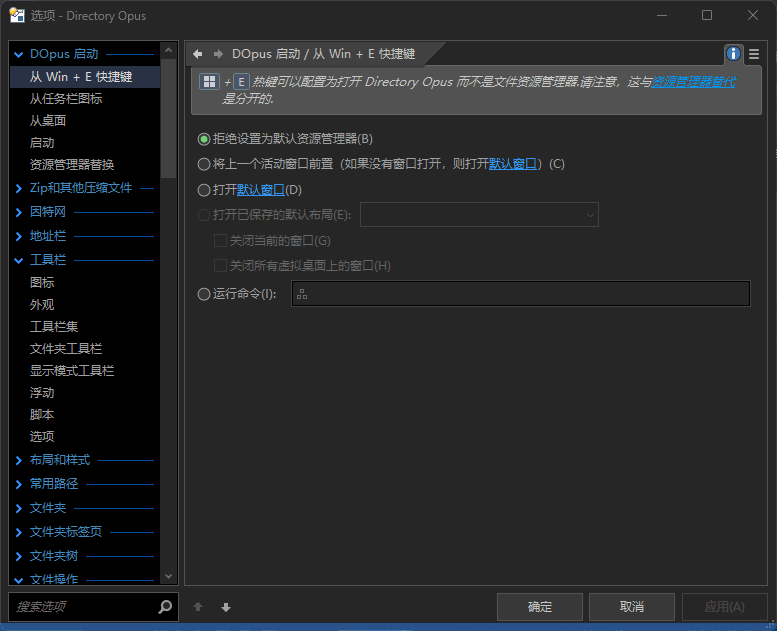 选项 - Directory Opus
DOpus 启动
从 Win + E 快捷键
从任务栏图标
从桌面
启动
资源管理器替换
Zip和其他压缩文件
因特网
地址栏
工具栏
图标
外观
工具栏集
文件夹工具栏
显示模式工具栏
浮动
脚本
选项
布局和样式
常用路径
文件夹
文件夹标签页
文件夹树
文件操作
搜索选项
DOpus 启动 / 从 Win + E 快捷键
+ E 热键可以配置为打开 Directory Opus 而不是文件资源管理器.请注意，这与资源管理器替代
是分开的.
拒绝设置为默认资源管理器(B)
将上一个活动窗口前置（如果没有窗口打开，则打开默认窗口）(C)
打开默认窗口(D)
打开已保存的默认布局(E):
关闭当前的窗口(G)
关闭所有虚拟桌面上的窗口(H)
运行命令(I):
确定
取消
应用(A)